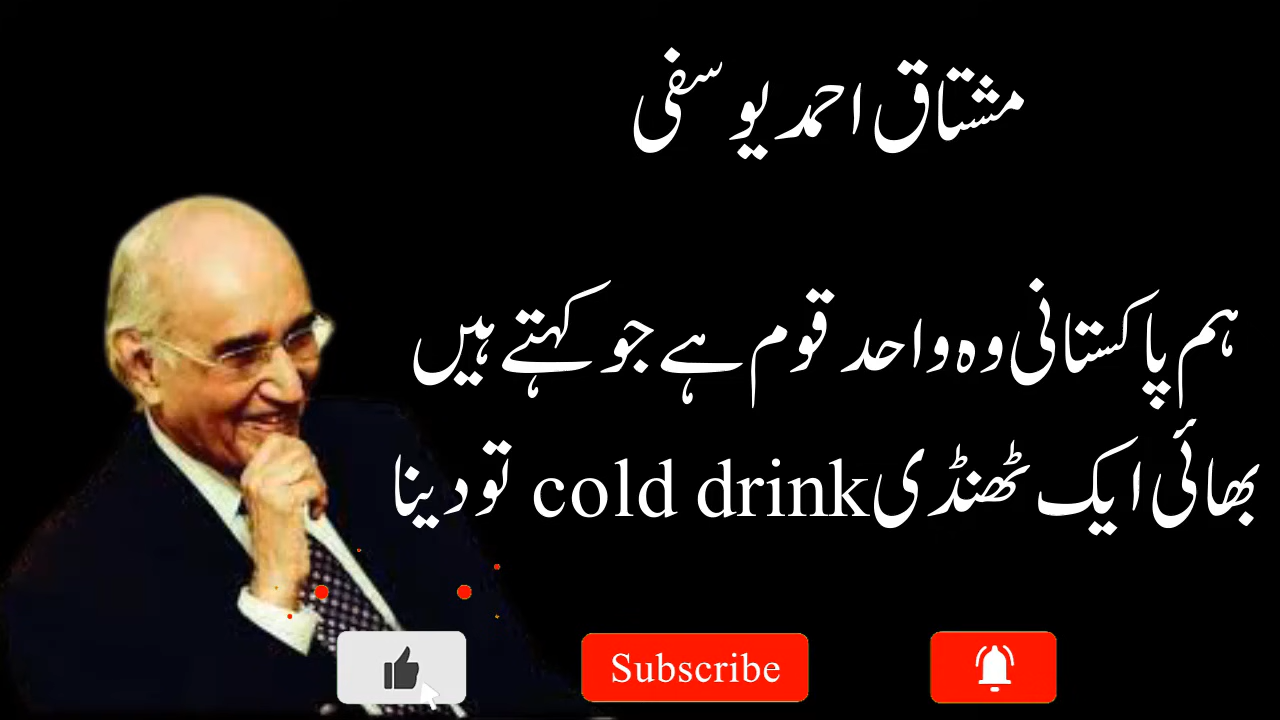 مشتاق احمد یوسفی
ہم پاکستانی وہ واحد قوم ہے جو کہتے ہیں
بھائی ایک ٹھنڈی cold drink تو دینا
Subscribe